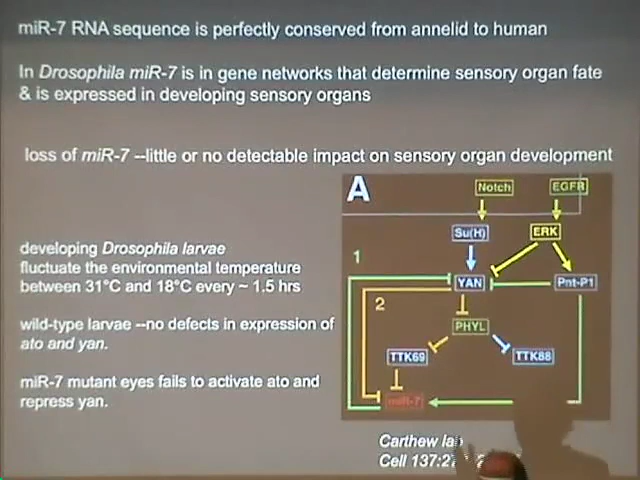 miR-7 RNA sequence is perfectly conserved from annelid to human
In Drosophila miR-7 is in gene networks that determine sensory organ fate
& is expressed in developing sensory organs
loss of miR-7 --little or no detectable impact on sensory organ development
A
Notch
EGFR
Su(H)
ERK
1
YAN
Pnt-P1
2
PHYL
TTK69
TTK88
miR-7
developing Drosophila larvae
fluctuate the environmental temperature
between 31°C and 18°C every ~ 1.5 hrs
wild-type larvae --no defects in expression of
ato and yan.
miR-7 mutant eyes fails to activate ato and
repress yan.
Carthew
Cell